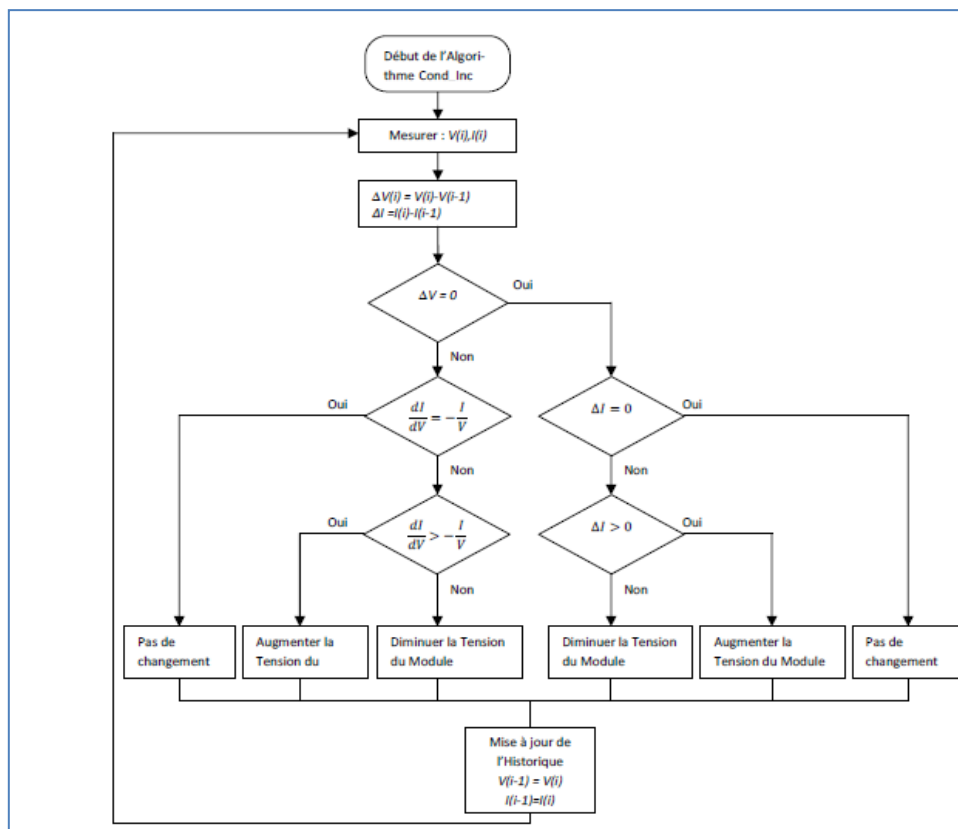 Début de l'Algori-
thme Cond_Inc
Mesurer : V(i),I(i)
ΔV(i) = V(i)-V(i-1)
ΔI =I(i)-I(i-1)
ΔV = 0
Oui
Non
Oui
dI/dV = -I/V
ΔI = 0
Oui
Non
Non
Oui
dI/dV > -I/V
ΔI > 0
Oui
Non
Non
Pas de
changement
Augmenter la
Tension du
Diminuer la Tension
du Module
Diminuer la Tension
du Module
Augmenter la
Tension du Module
Pas de
changement
Mise à jour de
l'Historique
V(i-1) = V(i)
I(i-1)=I(i)